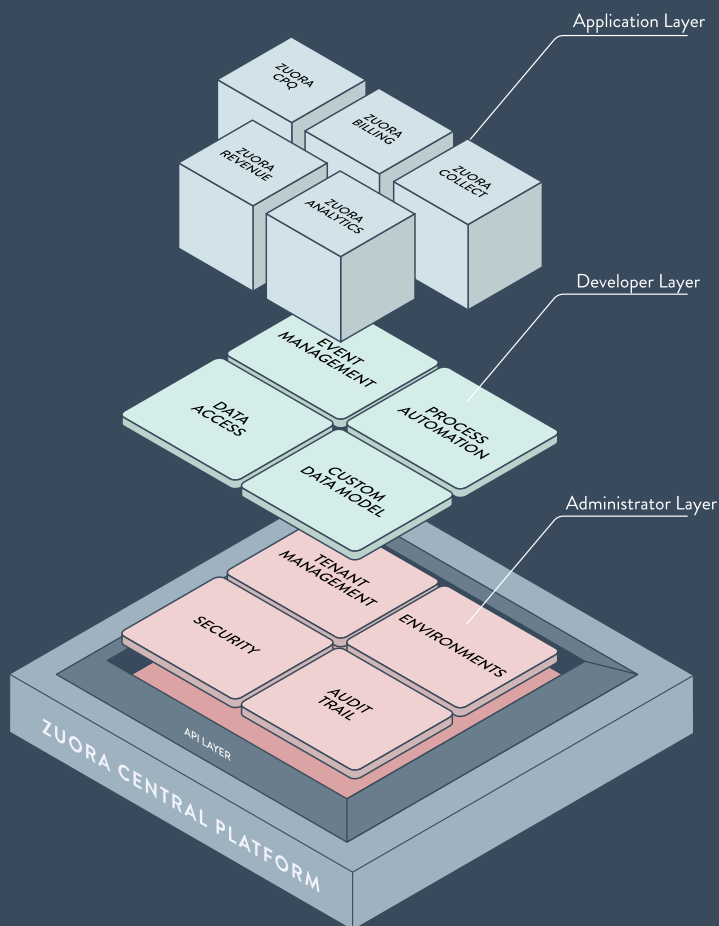 Application Layer
ZUORA
CPQ
ZUORA
BILLING
ZUORA
REVENUE
ZUORA
COLLECT
ZUORA
ANALYTICS
Developer Layer
EVENT
MANAGEMENT
DATA
ACCESS
PROCESS
AUTOMATION
CUSTOM
DATA MODEL
Administrator Layer
TENANT
MANAGEMENT
SECURITY
ENVIRONMENTS
AUDIT
TRAIL
API LAYER
ZUORA CENTRAL PLATFORM